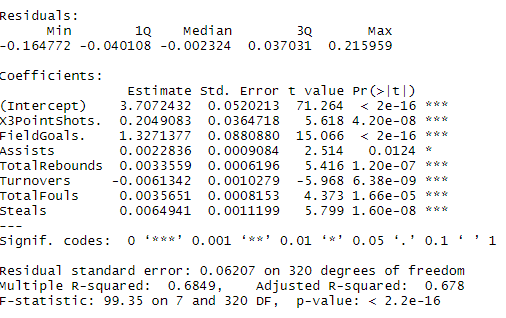 Residuals:
      Min        1Q    Median        3Q       Max
-0.164772 -0.040108 -0.002324  0.037031  0.215959

Coefficients:
                Estimate Std. Error t value Pr(>|t|)
(Intercept)    3.7072432  0.0520213  71.264  < 2e-16 ***
X3PointShots.  0.2049083  0.0364718   5.618 4.20e-08 ***
FieldGoals.    1.3271377  0.0880880  15.066  < 2e-16 ***
Assists        0.0022836  0.0009084   2.514   0.0124 *
TotalRebounds  0.0033559  0.0006196   5.416 1.20e-07 ***
Turnovers     -0.0061342  0.0010279  -5.968 6.38e-09 ***
TotalFouls     0.0035651  0.0008153   4.373 1.66e-05 ***
Steals         0.0064941  0.0011199   5.799 1.60e-08 ***
---
Signif. codes:  0 ‘***’ 0.001 ‘**’ 0.01 ‘*’ 0.05 ‘.’ 0.1 ‘ ’ 1

Residual standard error: 0.06207 on 320 degrees of freedom
Multiple R-squared:  0.6849,    Adjusted R-squared:  0.678
F-statistic: 99.35 on 7 and 320 DF,  p-value: < 2.2e-16